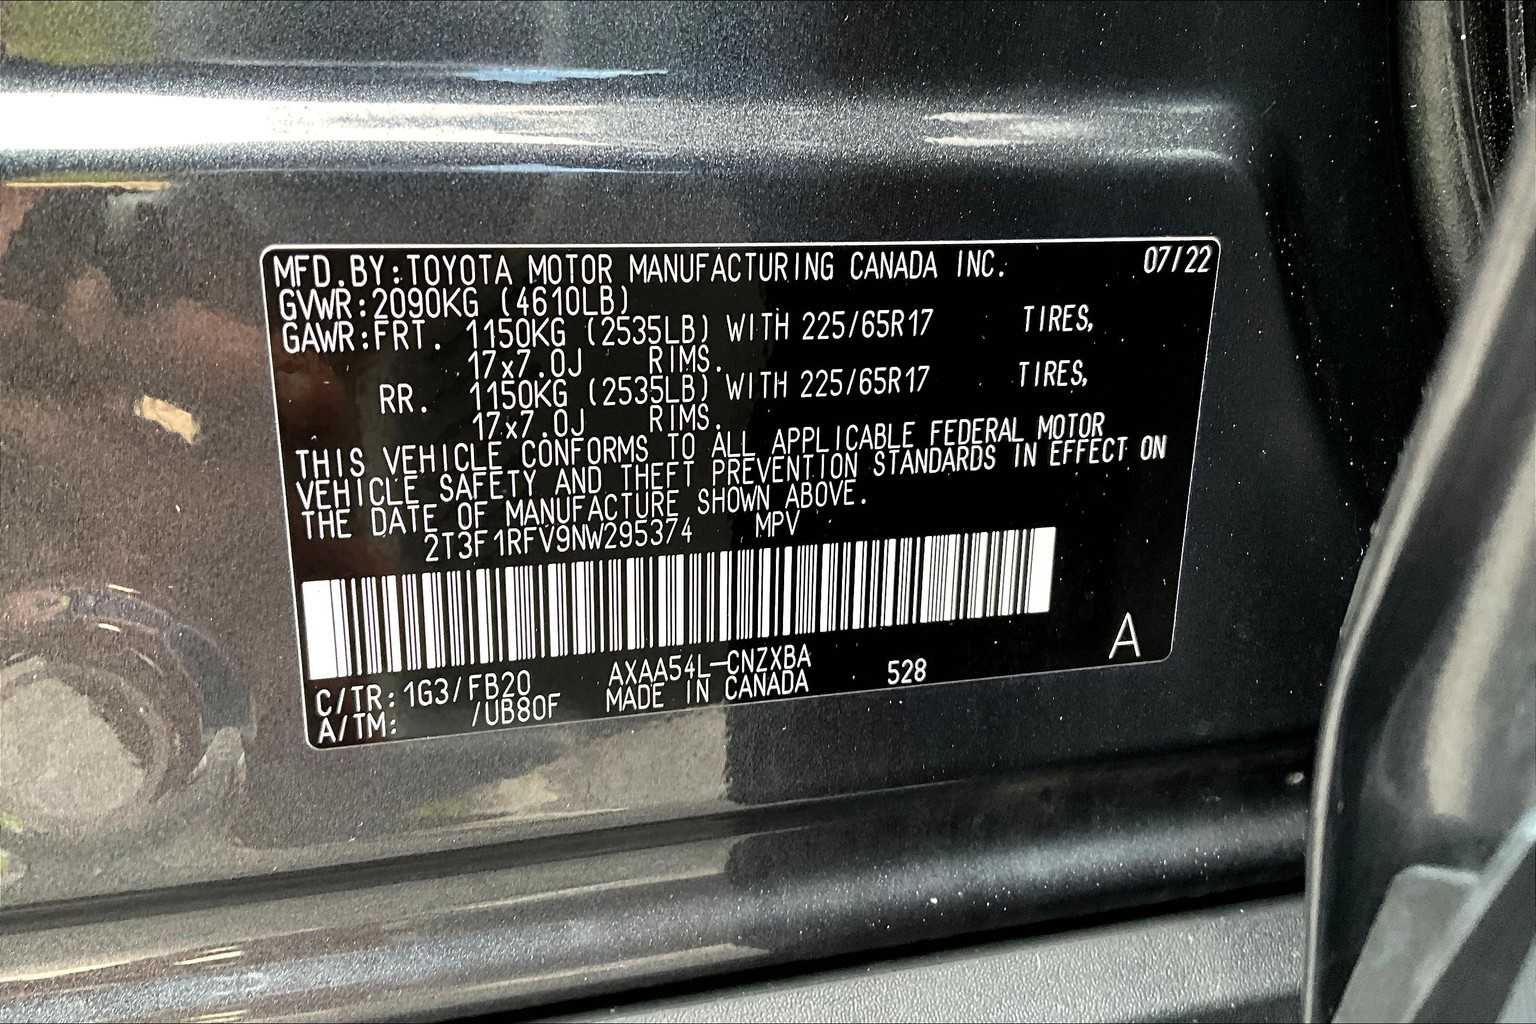 MFD.BY:TOYOTA MOTOR MANUFACTURING CANADA INC. 07/22
GVWR:2090KG (4610LB)
GAWR:FRT. 1150KG (2535LB) WITH 225/65R17 TIRES,
17x7.0J RIMS.
RR. 1150KG (2535LB) WITH 225/65R17 TIRES,
17x7.0J RIMS.
THIS VEHICLE CONFORMS TO ALL APPLICABLE FEDERAL MOTOR
VEHICLE SAFETY AND THEFT PREVENTION STANDARDS IN EFFECT ON
THE DATE OF MANUFACTURE SHOWN ABOVE.
2T3F1RFV9NW295374 MPV
C/TR:1G3/FB20 AXAA54L-CNZXBA 528 A
A/TM: /UB80F MADE IN CANADA